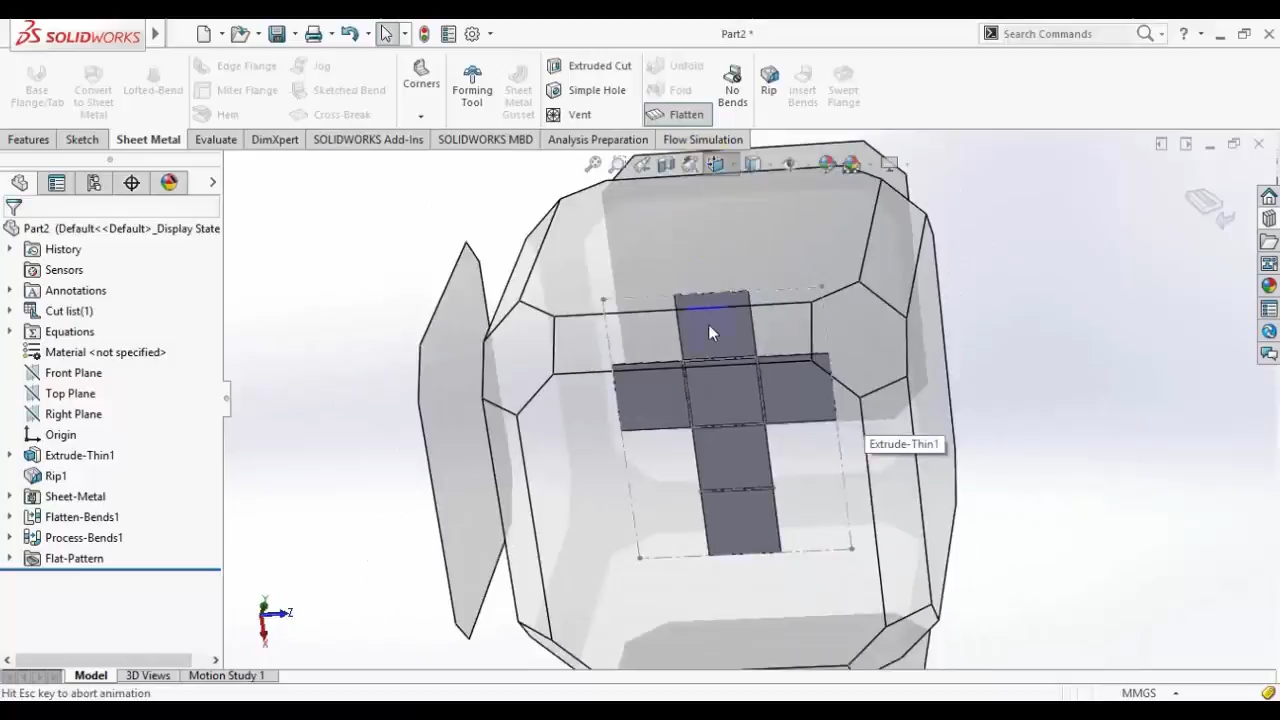 SOLIDWORKS
Part2 *
Search Commands
?
Base
Flange/Tab
Convert
to Sheet
Metal
Lofted-Bend
Edge Flange
Miter Flange
Hem
Jog
Sketched Bend
Cross-Break
Corners
Forming
Tool
Sheet
Metal
Gusset
Extruded Cut
Simple Hole
Vent
Unfold
Fold
Flatten
No
Bends
Rip
Insert
Bends
Swept
Flange
Features
Sketch
Sheet Metal
Evaluate
DimXpert
SOLIDWORKS Add-Ins
SOLIDWORKS MBD
Analysis Preparation
Flow Simulation
Part2 (Default<<Default>_Display State
History
Sensors
Annotations
Cut list(1)
Equations
Material <not specified>
Front Plane
Top Plane
Right Plane
Origin
Extrude-Thin1
Rip1
Sheet-Metal
Flatten-Bends1
Process-Bends1
Flat-Pattern
Extrude-Thin1
Y
Z
X
Model
3D Views
Motion Study 1
Hit Esc key to abort animation
MMGS